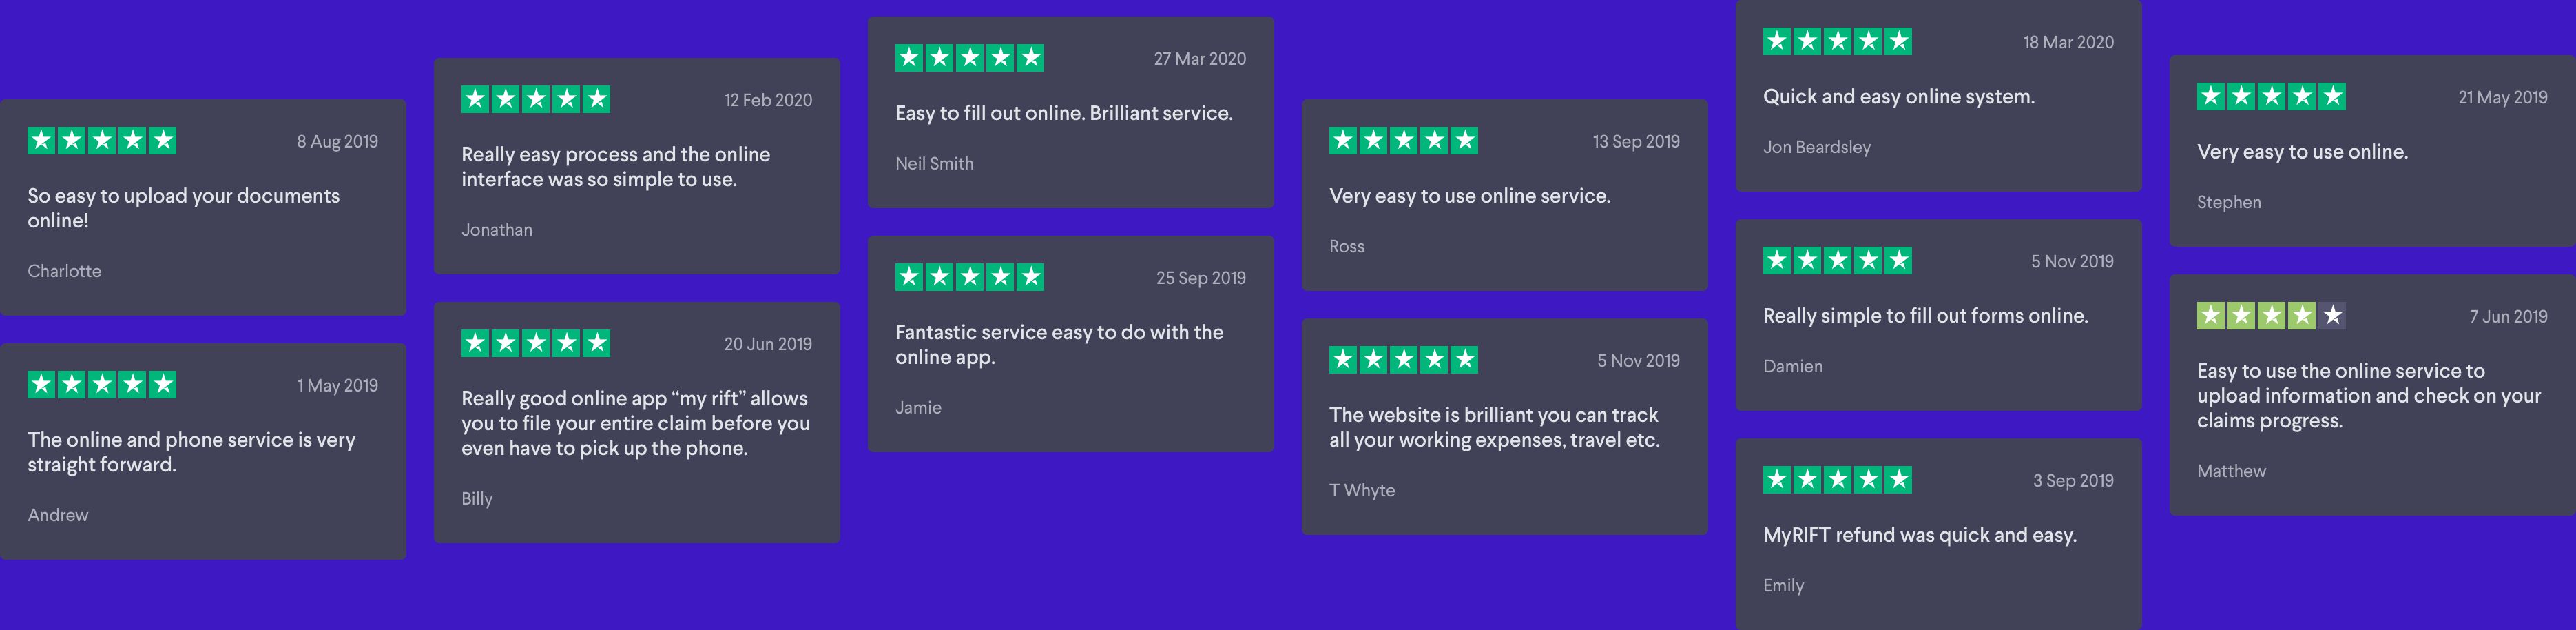 8 Aug 2019
So easy to upload your documents
online!
Charlotte
1 May 2019
The online and phone service is very
straight forward.
Andrew
12 Feb 2020
Really easy process and the online
interface was so simple to use.
Jonathan
20 Jun 2019
Really good online app “my rift” allows
you to file your entire claim before you
even have to pick up the phone.
Billy
27 Mar 2020
Easy to fill out online. Brilliant service.
Neil Smith
25 Sep 2019
Fantastic service easy to do with the
online app.
Jamie
13 Sep 2019
Very easy to use online service.
Ross
5 Nov 2019
The website is brilliant you can track
all your working expenses, travel etc.
T Whyte
18 Mar 2020
Quick and easy online system.
Jon Beardsley
5 Nov 2019
Really simple to fill out forms online.
Damien
3 Sep 2019
MyRIFT refund was quick and easy.
Emily
21 May 2019
Very easy to use online.
Stephen
7 Jun 2019
Easy to use the online service to
upload information and check on your
claims progress.
Matthew